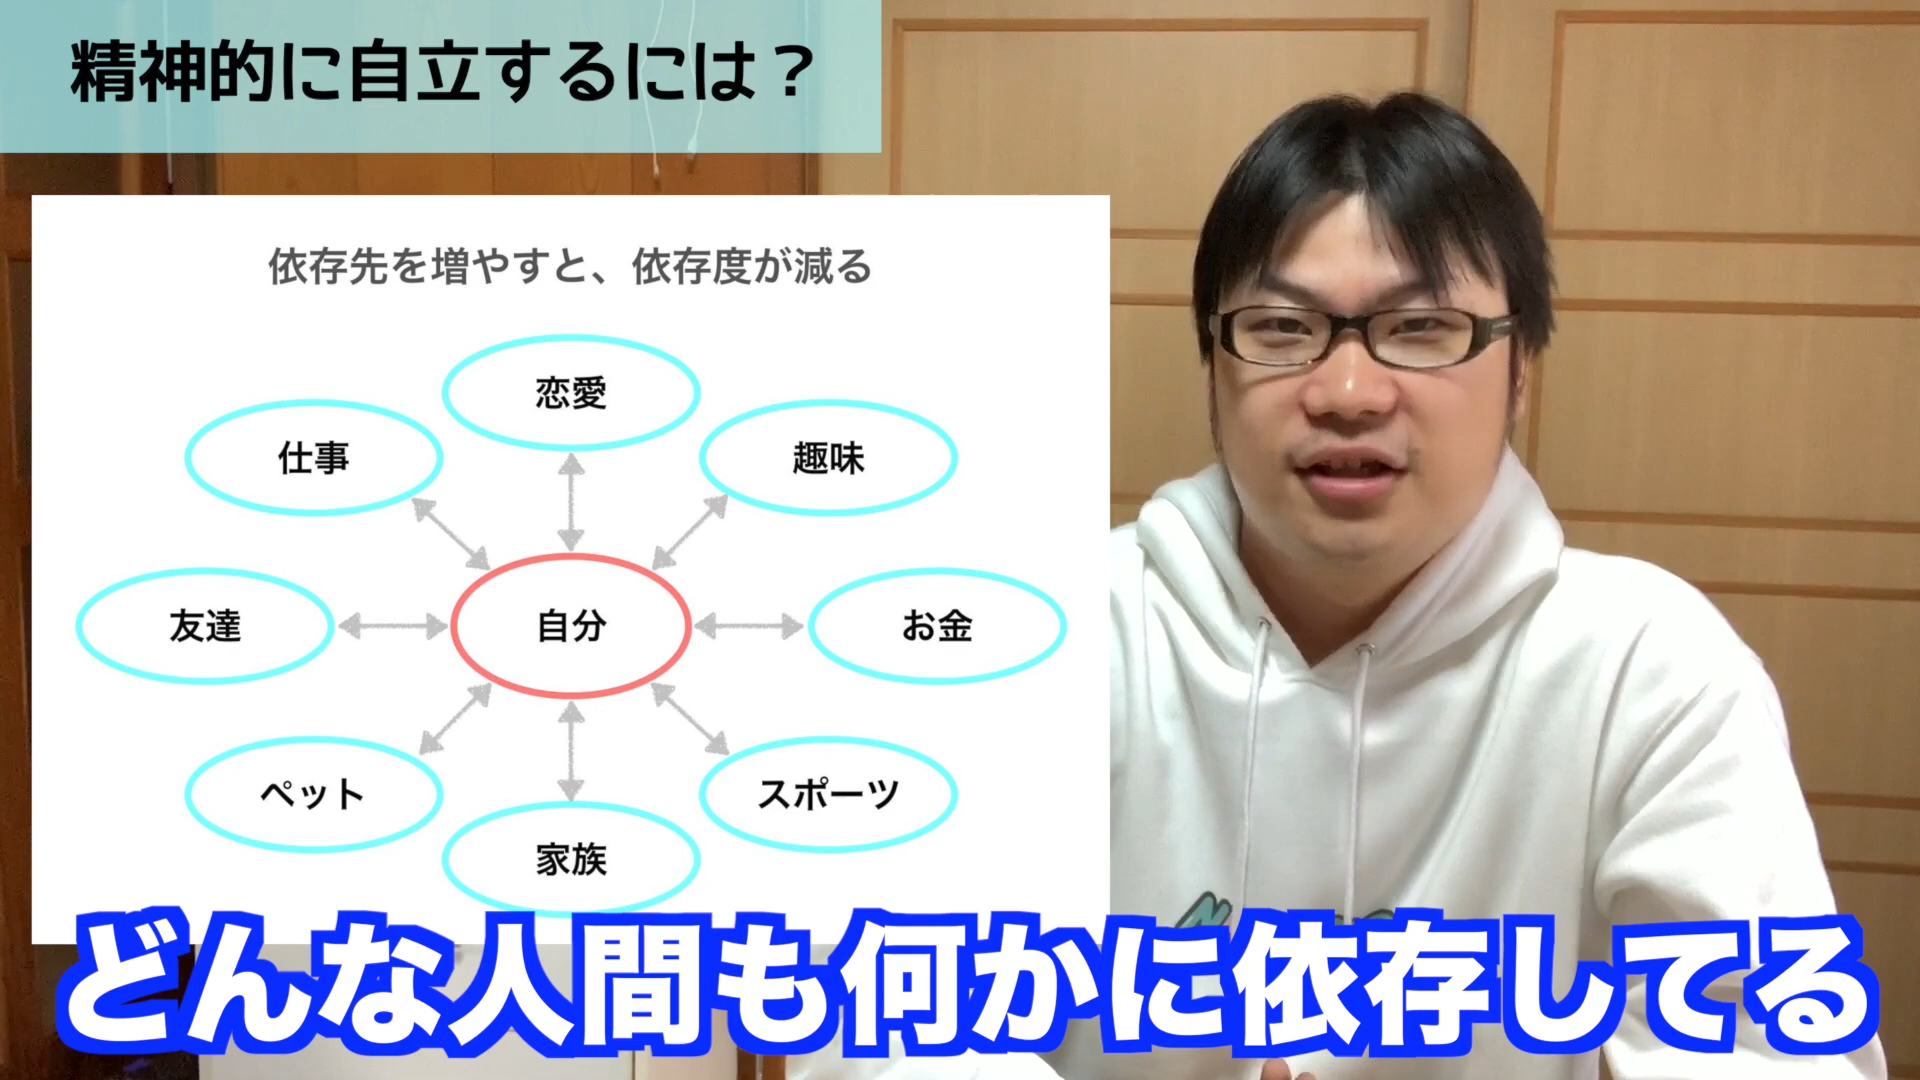 精神的に自立するには？
依存先を増やすと、依存度が減る
恋愛
仕事
趣味
友達
自分
お金
ペット
スポーツ
家族
どんな人間も何かに依存してる